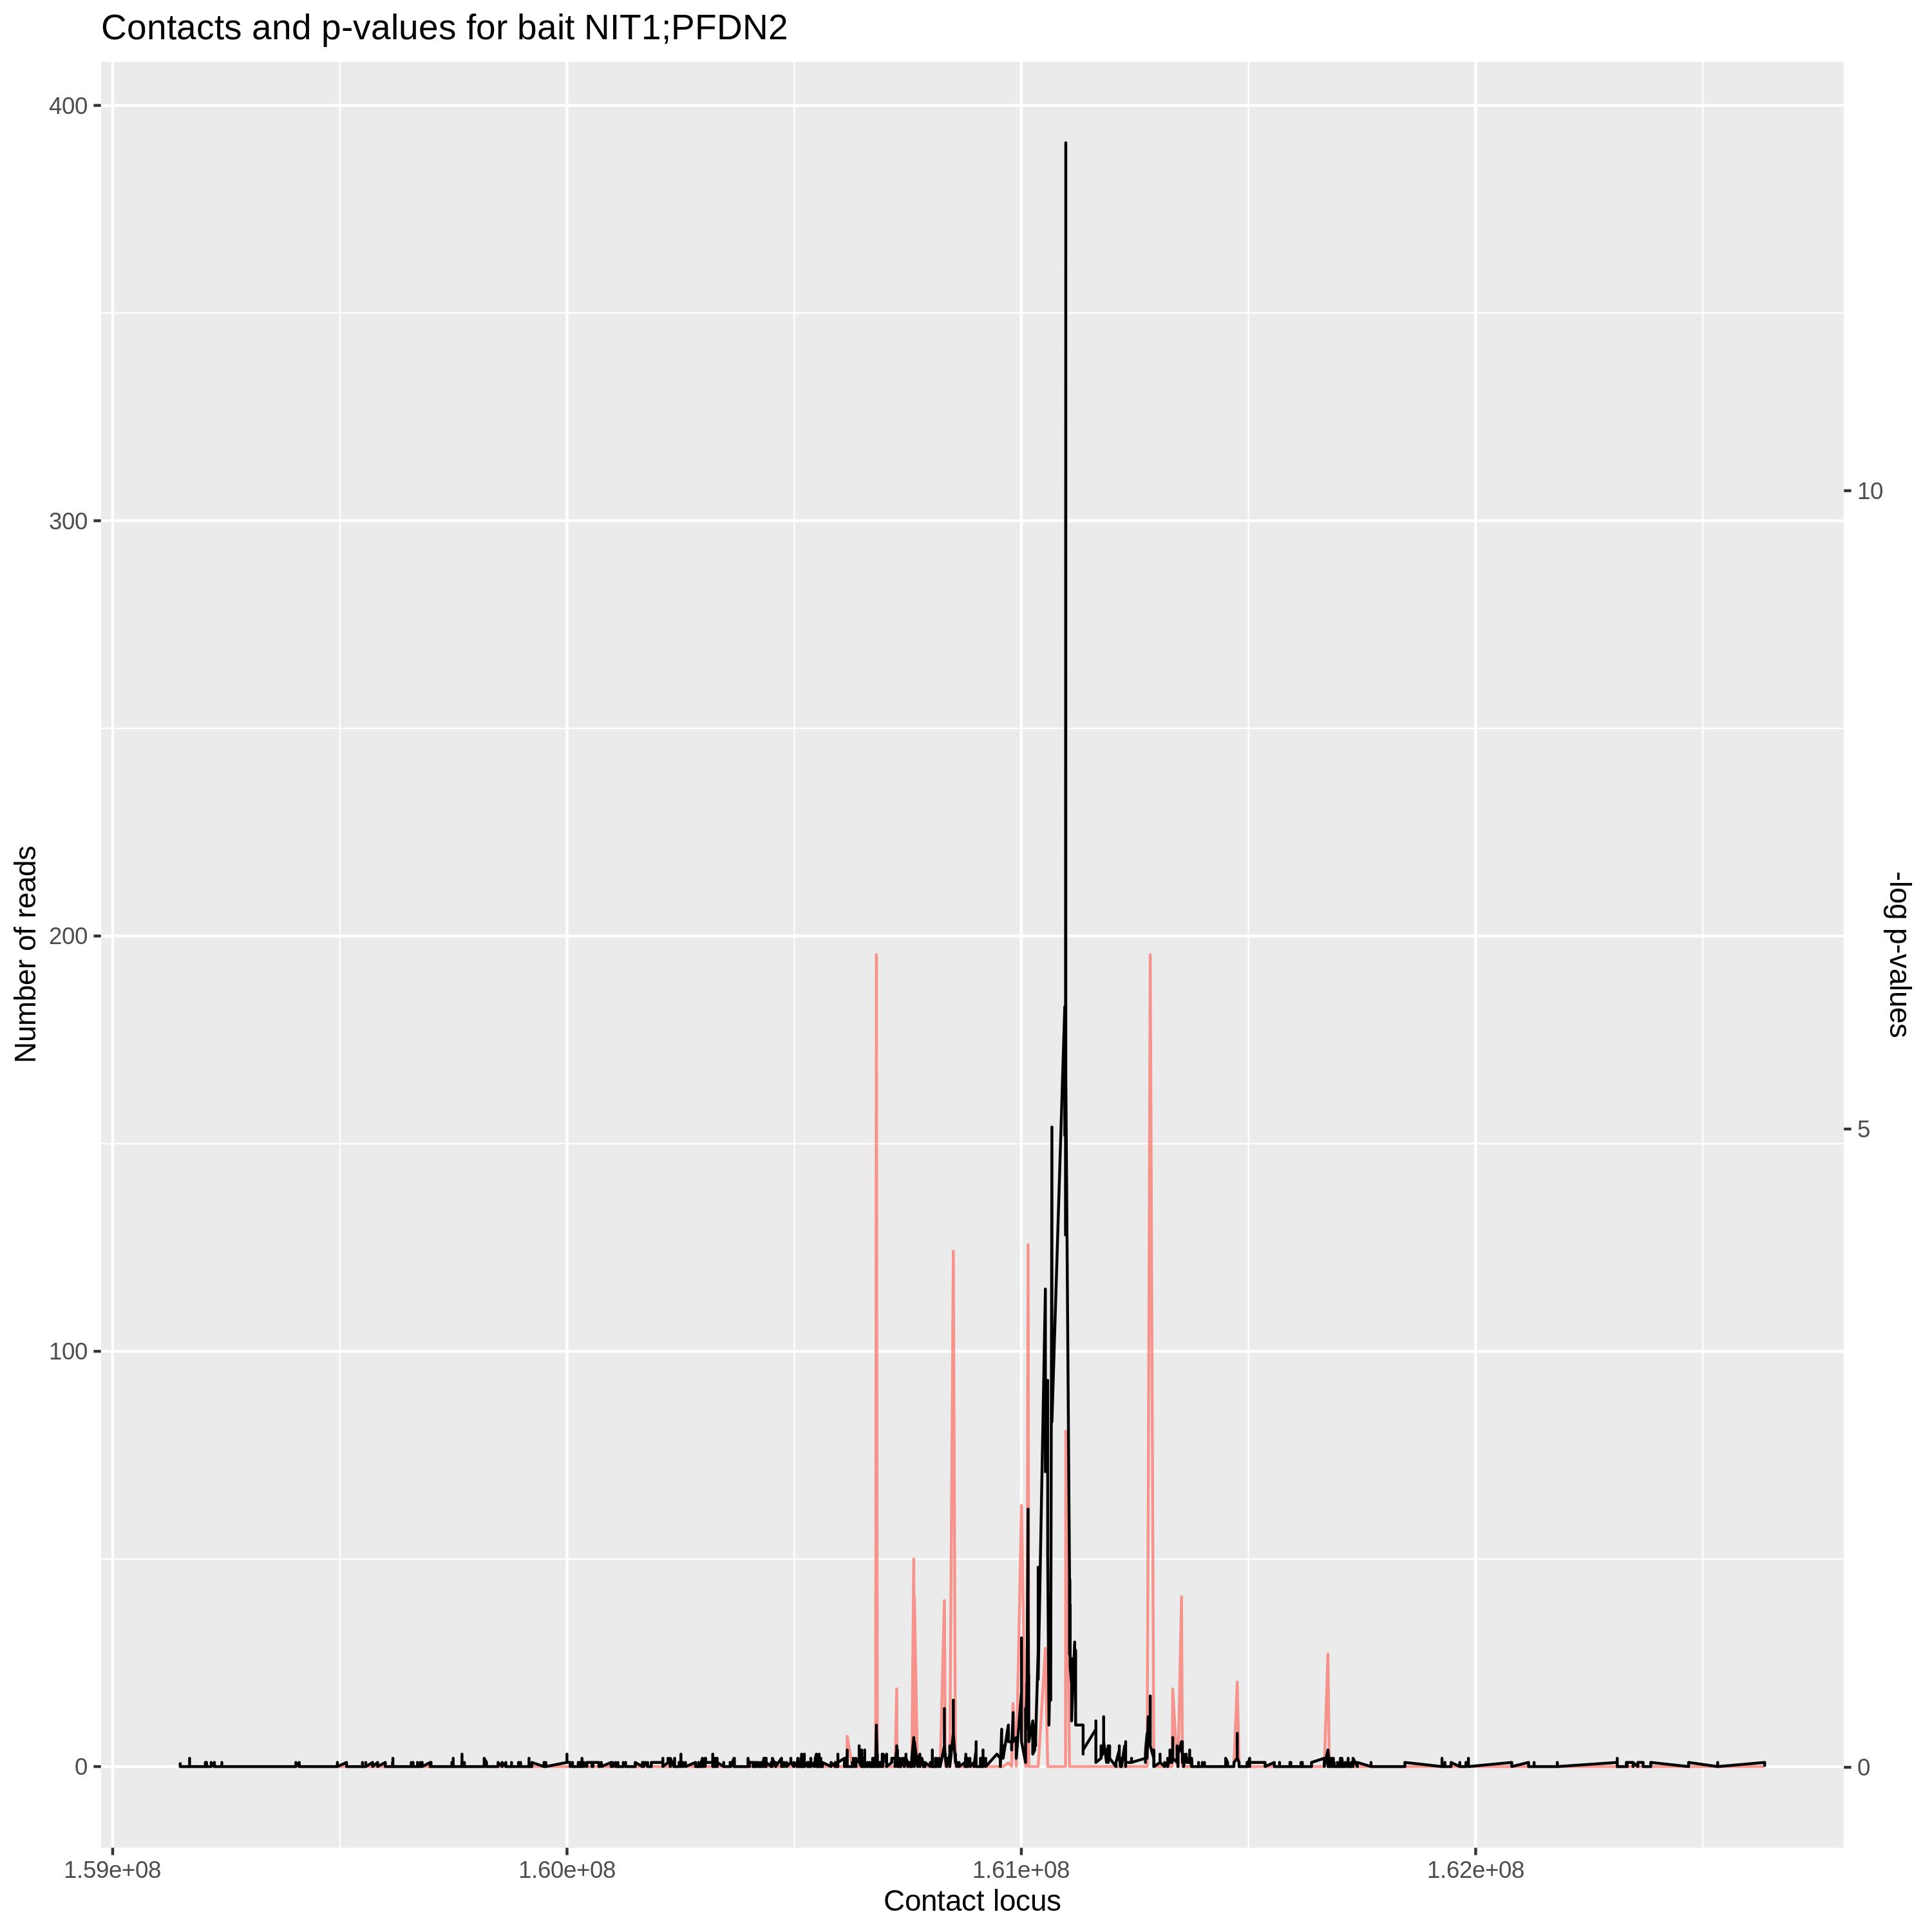 Contacts and p-values for bait NIT1;PFDN2
400
300
200
100
0
Number of reads
10
5
0
-log p-values
1.59e+08
1.60e+08
1.61e+08
1.62e+08
Contact locus